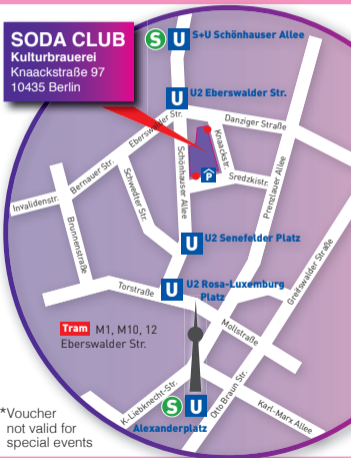 SODA CLUB
Kulturbrauerei
Knaackstraße 97
10435 Berlin
S U S+U Schönhauser Allee
U U2 Eberswalder Str.
Danziger Straße
Eberswalder Str.
Knaackstr.
P
Sredzkistr.
Bernauer Str.
Schwedter Str.
Schönhauser Allee
Prenzlauer Allee
Invalidenstr.
Brunnenstraße
U U2 Senefelder Platz
Greifswalder Straße
U U2 Rosa-Luxemburg
Platz
Torstraße
Mollstraße
Tram M1, M10, 12
Eberswalder Str.
K-Liebknecht-Str.
Otto Braun Str.
Karl-Marx Allee
S U
Alexanderplatz
*Voucher
not valid for
special events